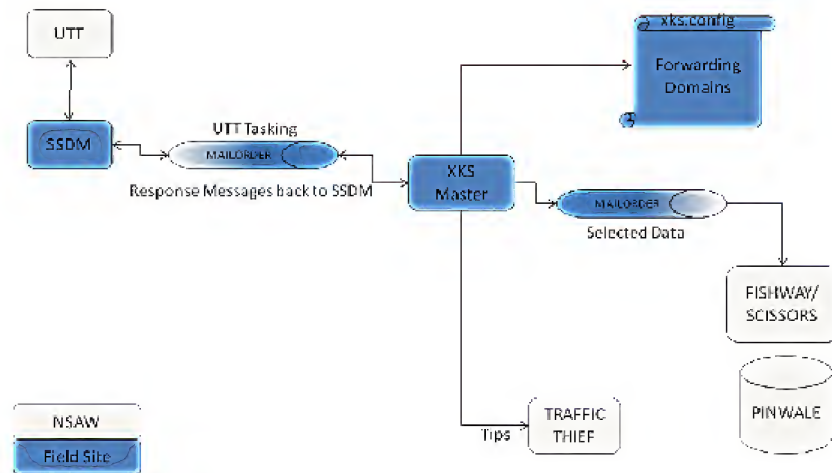 UTT
xks.config
Forwarding
Domains
SSDM
UTT Tasking
MAILORDER
Response Messages back to SSDM
XKS
Master
MAILORDER
Selected Data
FISHWAY/
SCISSORS
PINWALE
Tips
TRAFFIC
THIEF
NSAW
Field Site